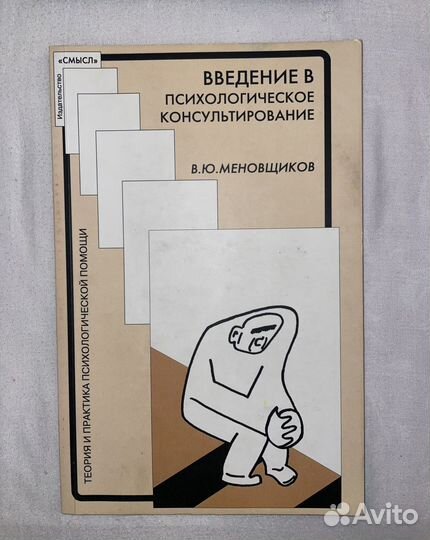 Издательство «СМЫСЛ»
ВВЕДЕНИЕ В
ПСИХОЛОГИЧЕСКОЕ
КОНСУЛЬТИРОВАНИЕ
В.Ю.МЕНОВЩИКОВ
ТЕОРИЯ И ПРАКТИКА ПСИХОЛОГИЧЕСКОЙ ПОМОЩИ
Avito